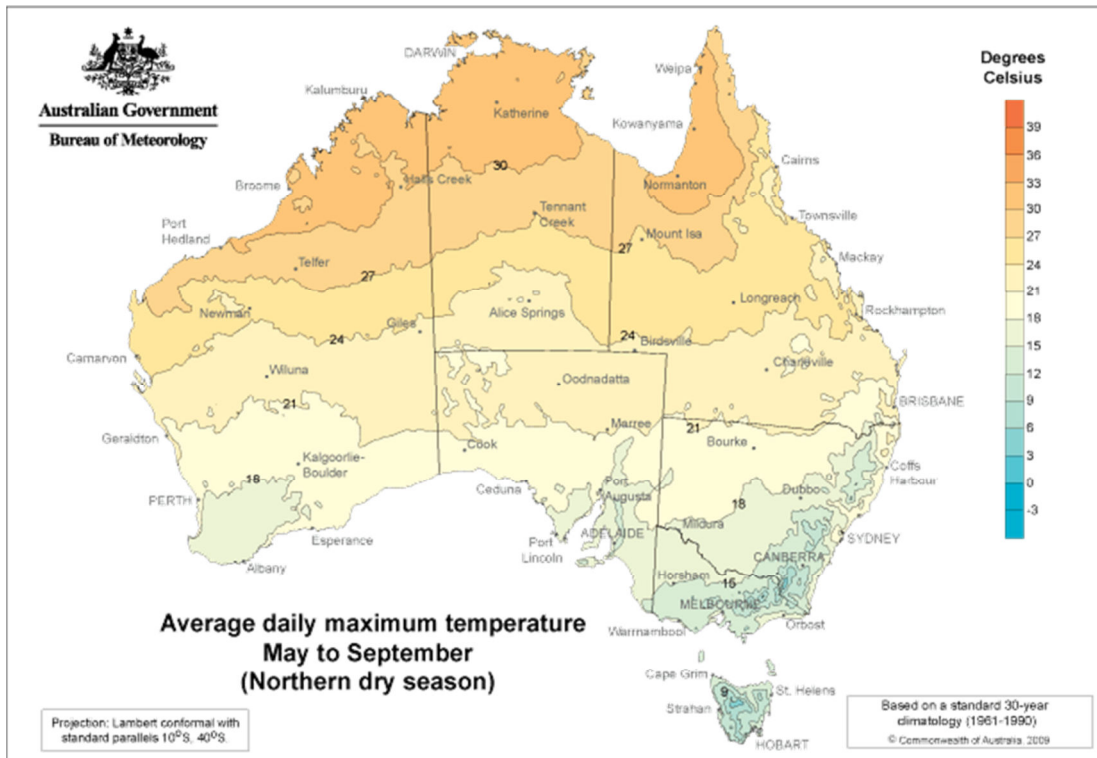 Australian Government
Bureau of Meteorology
DARWIN
Kalumburu
Katherine
Weipa
Kowanyama
Normanton
Cairns
30
Halls Creek
Broome
Tennant
Creek
Townsville
Port
Hedland
Telfer
27
27
Mount Isa
Mackay
Newman
Giles
Alice Springs
Longreach
Rockhampton
24
24
Birdsville
Carnarvon
Wiluna
Oodnadatta
Charleville
21
21
BRISBANE
Geraldton
Cook
Marree
Bourke
Kalgoorlie-
Boulder
Coffs
Harbour
18
18
PERTH
Ceduna
Port
Augusta
Dubbo
Esperance
Port
Lincoln
ADELAIDE
Mildura
SYDNEY
Albany
CANBERRA
Horsham
15
MELBOURNE
Orbost
Warrnambool
Cape Grim
9
St. Helens
Strahan
HOBART
Degrees
Celsius
39
36
33
30
27
24
21
18
15
12
9
6
3
0
-3
Average daily maximum temperature
May to September
(Northern dry season)
Projection: Lambert conformal with
standard parallels 10°S, 40°S.
Based on a standard 30-year
climatology (1961-1990)
© Commonwealth of Australia, 2009